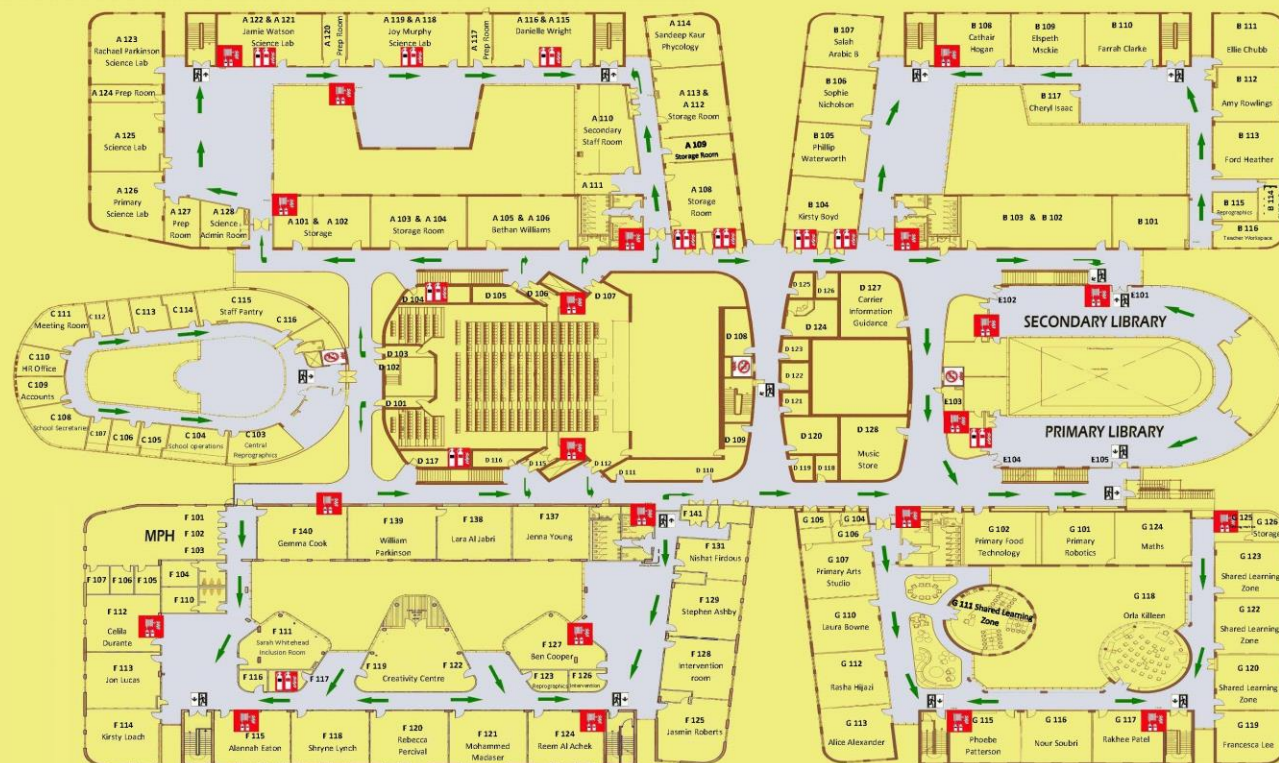 A 123
Rachael Parkinson
Science Lab
A 122 & A 121
Jamie Watson
Science Lab
A 120
Prep Room
A 119 & A 118
Joy Murphy
Science Lab
A 117
Prep Room
A 116 & A 115
Danielle Wright
A 114
Sandeep Kaur
Phycology
B 107
Salah
Arabic B
B 108
Cathair
Hogan
B 109
Elspeth
Msckie
B 110
Farrah Clarke
B 111
Ellie Chubb
A 124 Prep Room
A 125
Science Lab
A 113 &
A 112
Storage Room
A 110
Secondary
Staff Room
A 109
Storage Room
B 106
Sophie
Nicholson
B 117
Cheryl Isaac
B 112
Amy Rowlings
B 105
Phillip
Waterworth
B 113
Ford Heather
A 126
Primary
Science Lab
A 127
Prep
Room
A 128
Science
Admin Room
A 101 & A 102
Storage
A 103 & A 104
Storage Room
A 105 & A 106
Bethan Williams
A 111
A 108
Storage
Room
B 104
Kirsty Boyd
B 103 & B 102
B 101
B 115
Reprographics
B 114
B 116
Teacher Workspace
C 111
Meeting Room
C 112
C 113
C 114
C 115
Staff Pantry
C 116
C 110
HR Office
C 109
Accounts
C 108
School Secretaries
C 107
C 106
C 105
C 104
School operations
C 103
Central
Reprographics
D 104
D 105
D 106
D 107
D 103
D 102
D 101
D 108
D 109
D 117
D 116
D 115
D 112
D 111
D 110
D 125
D 126
D 127
Carrier
Information
Guidance
D 124
D 123
D 122
D 121
D 120
D 119
D 118
D 128
Music
Store
E102
E101
SECONDARY LIBRARY
E103
PRIMARY LIBRARY
E104
E105
MPH
F 101
F 102
F 103
F 140
Gemma Cook
F 139
William
Parkinson
F 138
Lara Al Jabri
F 137
Jenna Young
F 141
F 131
Nishat Firdous
F 107
F 106
F 105
F 104
F 110
F 112
Celila
Durante
F 129
Stephen Ashby
F 111
Sarah Whitehead
Inclusion Room
F 127
Ben Cooper
F 113
Jon Lucas
F 116
F 117
F 119
F 122
Creativity Centre
F 123
Reprographics
F 126
Intervention
F 128
Intervention
room
F 114
Kirsty Loach
F 115
Alannah Eaton
F 118
Shryne Lynch
F 120
Rebecca
Percival
F 121
Mohammed
Madaser
F 124
Reem Al Achek
F 125
Jasmin Roberts
G 105
G 104
G 106
G 107
Primary Arts
Studio
G 102
Primary Food
Technology
G 101
Primary
Robotics
G 124
Maths
G 125
G 126
Storage
G 123
Shared Learning
Zone
G 110
Laura Bowne
G 111 Shared Learning
Zone
G 118
Orla Killeen
G 122
Shared Learning
Zone
G 112
Rasha Hijazi
G 120
Shared Learning
Zone
G 113
Alice Alexander
G 115
Phoebe
Patterson
G 116
Nour Soubri
G 117
Rakhee Patel
G 119
Francesca Lee